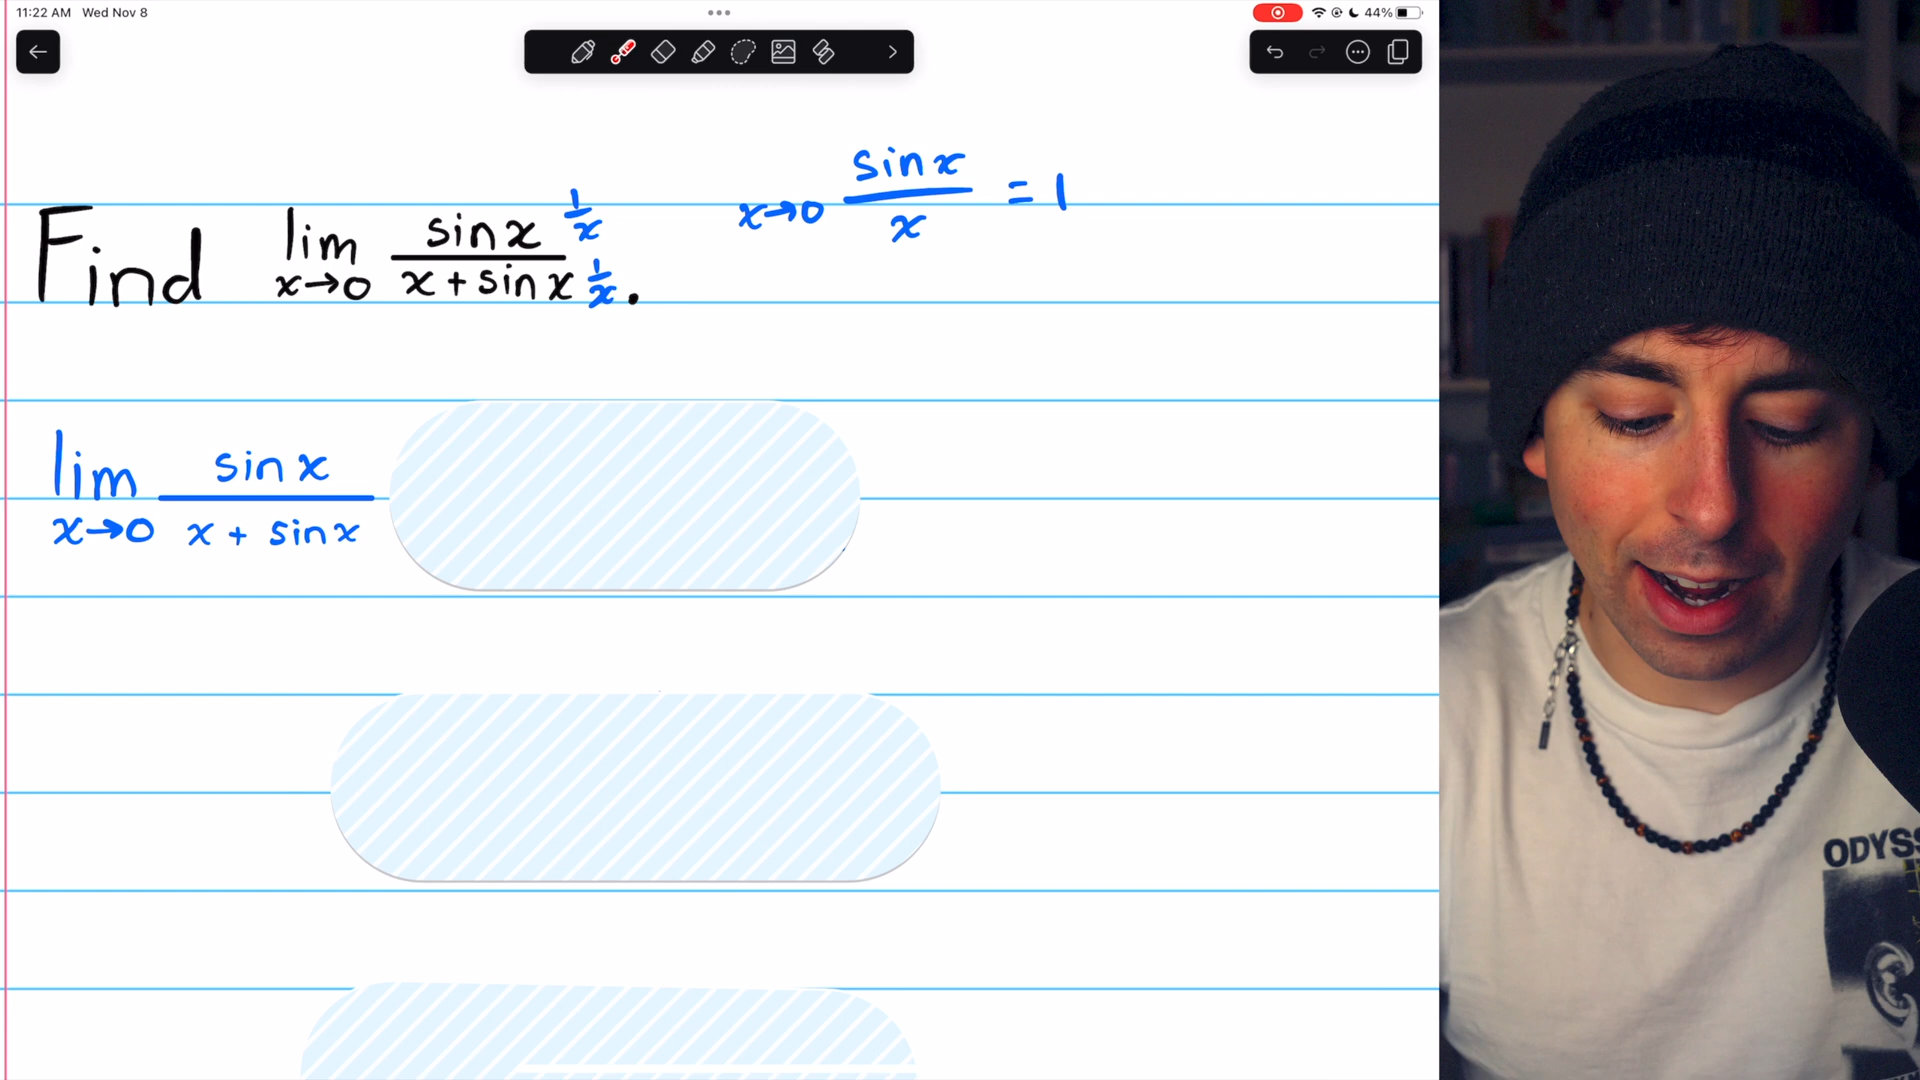 11:22 AM Wed Nov 8
44%
sin x
x→0 ─── = 1
x
Find lim sin x 1/x
x→0 x + sin x 1/x .
lim sin x
x→0 x + sin x
ODYSS